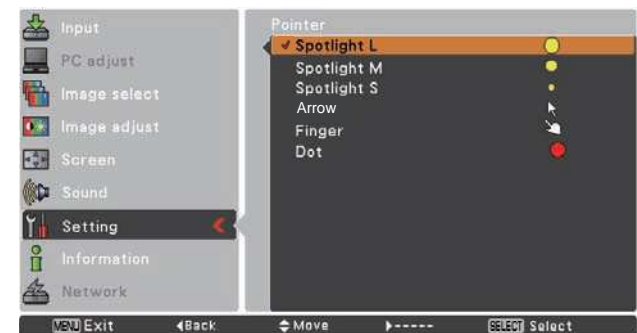 Input
PC adjust
Image select
Image adjust
Screen
Sound
Setting
Information
Network
Pointer
✔ Spotlight L
Spotlight M
Spotlight S
Arrow
Finger
Dot
MENU Exit ◀Back ⬍Move ▶----- SELECT Select